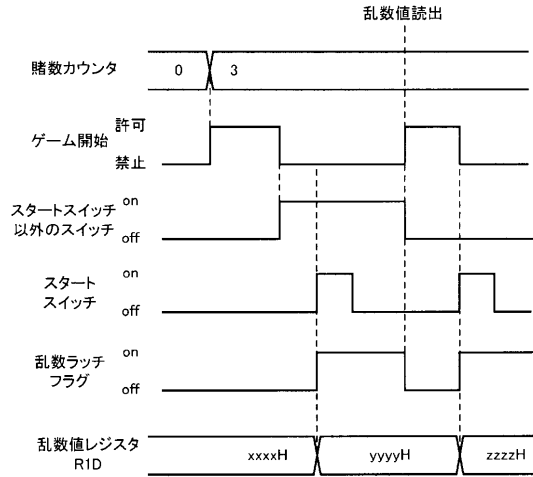 乱数値読出
賭数カウンタ
0
3
ゲーム開始
許可
禁止
スタートスイッチ
以外のスイッチ
on
off
スタート
スイッチ
on
off
乱数ラッチ
フラグ
on
off
乱数値レジスタ
R1D
xxxxH
yyyyH
zzzzH